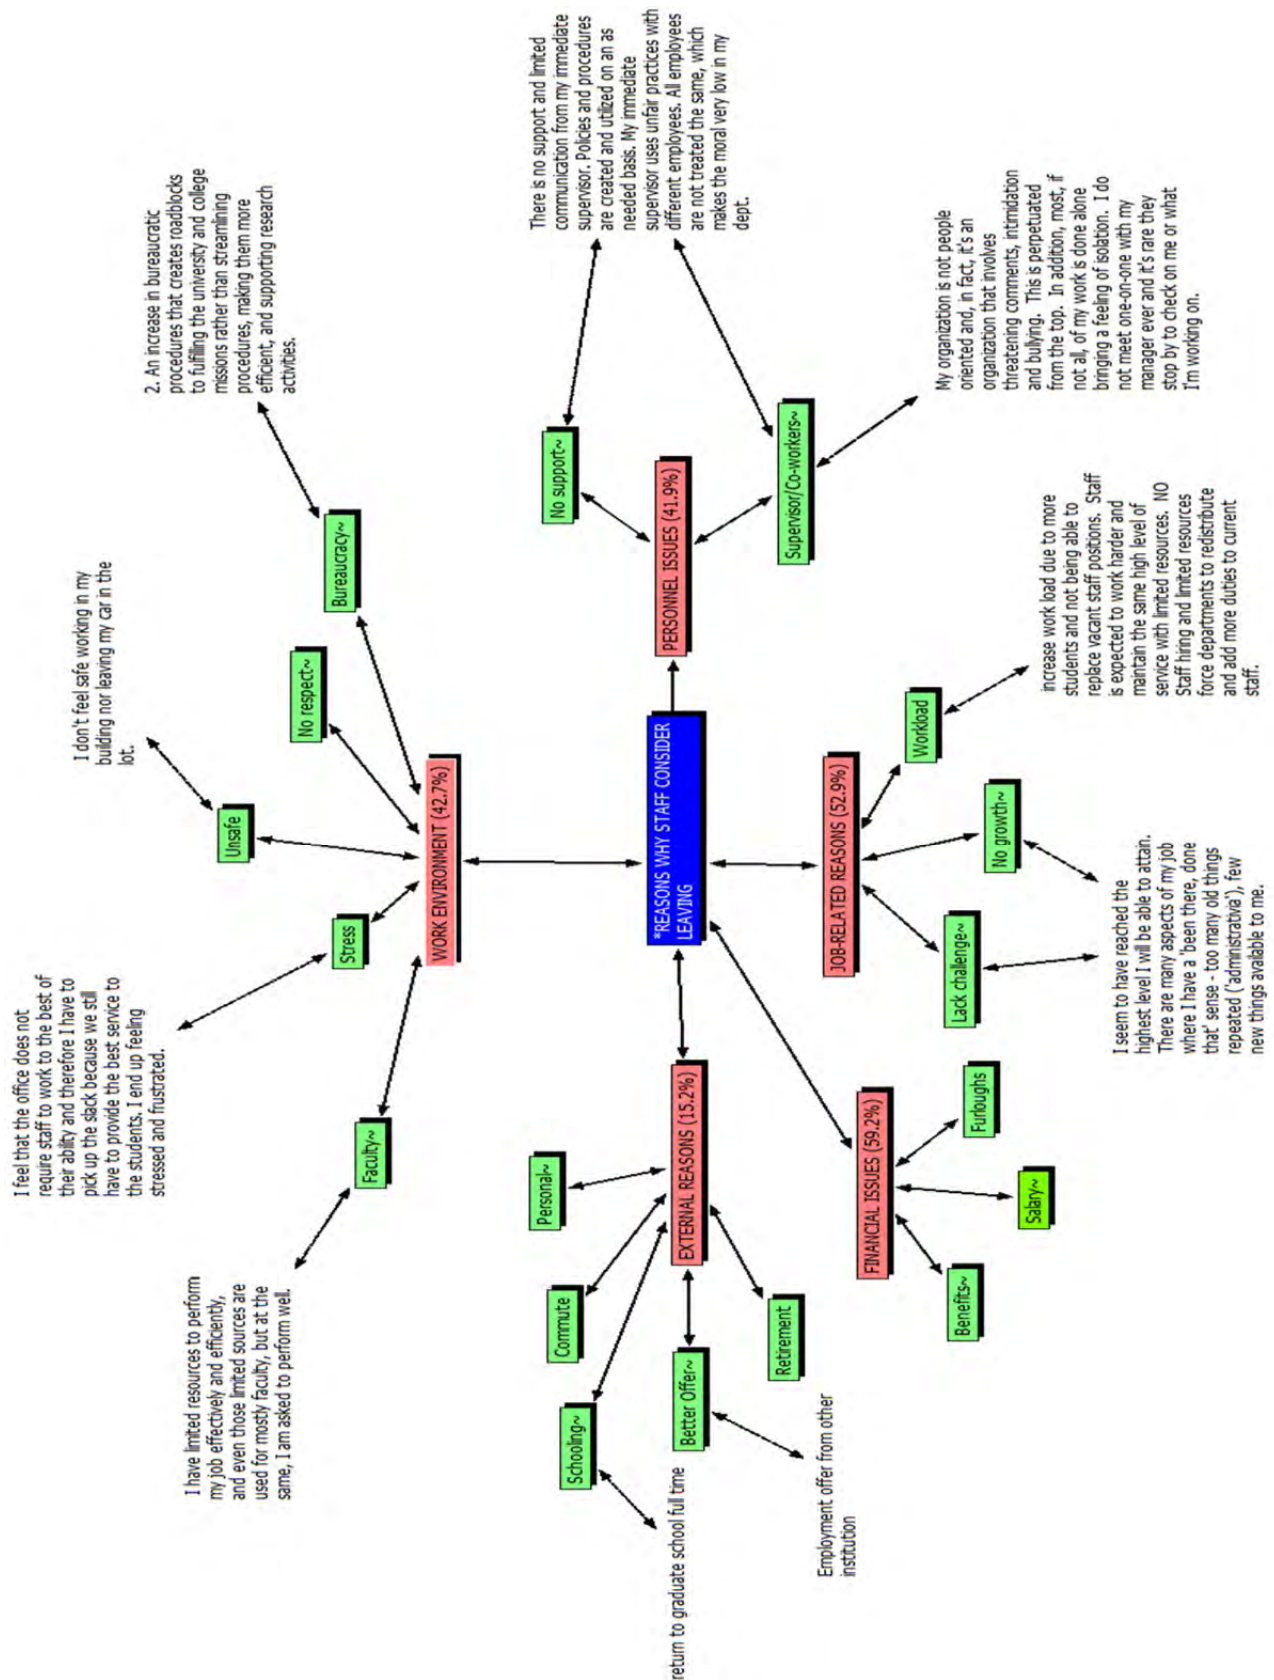 I feel that the office does not
require staff to work to the best of
their ability and therefore I have to
pick up the slack because we still
have to provide the best service to
the students. I end up feeling
stressed and frustrated.
I don't feel safe working in my
building nor leaving my car in the
lot.
2. An increase in bureaucratic
procedures that creates roadblocks
to fulfilling the university and college
missions rather than streamlining
procedures, making them more
efficient, and supporting research
activities.
I have limited resources to perform
my job effectively and efficiently,
and even those limited sources are
used for mostly faculty, but at the
same, I am asked to perform well.
Faculty~
Stress
Unsafe
No respect~
Bureaucracy~
WORK ENVIRONMENT (42.7%)
There is no support and limited
communication from my immediate
supervisor. Policies and procedures
are created and utilized on an as
needed basis. My immediate
supervisor uses unfair practices with
different employees. All employees
are not treated the same, which
makes the moral very low in my
dept.
Schooling~
Commute
Personal~
No support~
return to graduate school full time
Better Offer~
EXTERNAL REASONS (15.2%)
*REASONS WHY STAFF CONSIDER
LEAVING
PERSONNEL ISSUES (41.9%)
Retirement
Supervisor/Co-workers~
Employment offer from other
institution
FINANCIAL ISSUES (59.2%)
JOB-RELATED REASONS (52.9%)
Benefits~
Salary~
Furloughs
Lack challenge~
No growth~
Workload
My organization is not people
oriented and, in fact, it's an
organization that involves
threatening comments, intimidation
and bullying. This is perpetuated
from the top. In addition, most, if
not all, of my work is done alone
bringing a feeling of isolation. I do
not meet one-on-one with my
manager ever and it's rare they
stop by to check on me or what
I'm working on.
increase work load due to more
students and not being able to
replace vacant staff positions. Staff
is expected to work harder and
maintain the same high level of
service with limited resources. NO
Staff hiring and limited resources
force departments to redistribute
and add more duties to current
staff.
I seem to have reached the
highest level I will be able to attain.
There are many aspects of my job
where I have a 'been there, done
that' sense - too many old things
repeated ('administrativa'), few
new things available to me.